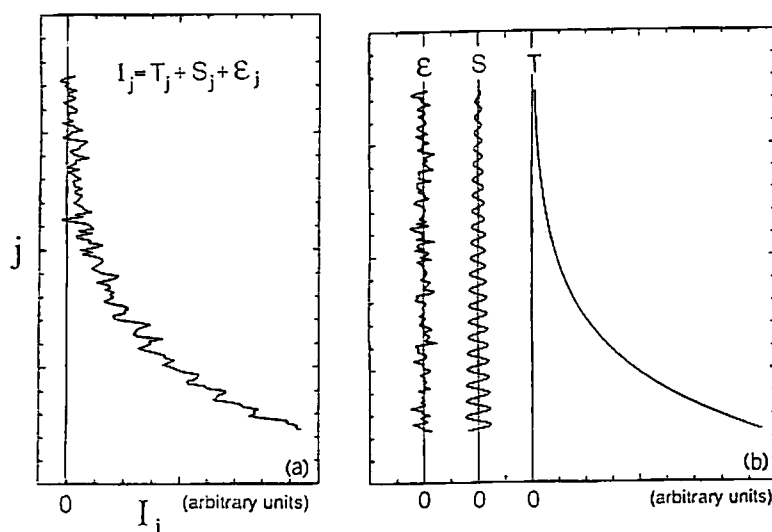 I_j = T_j + S_j + ε_j
j
(a)
0 (arbitrary units)
I_j
ε S T
(b)
0 0 0 (arbitrary units)